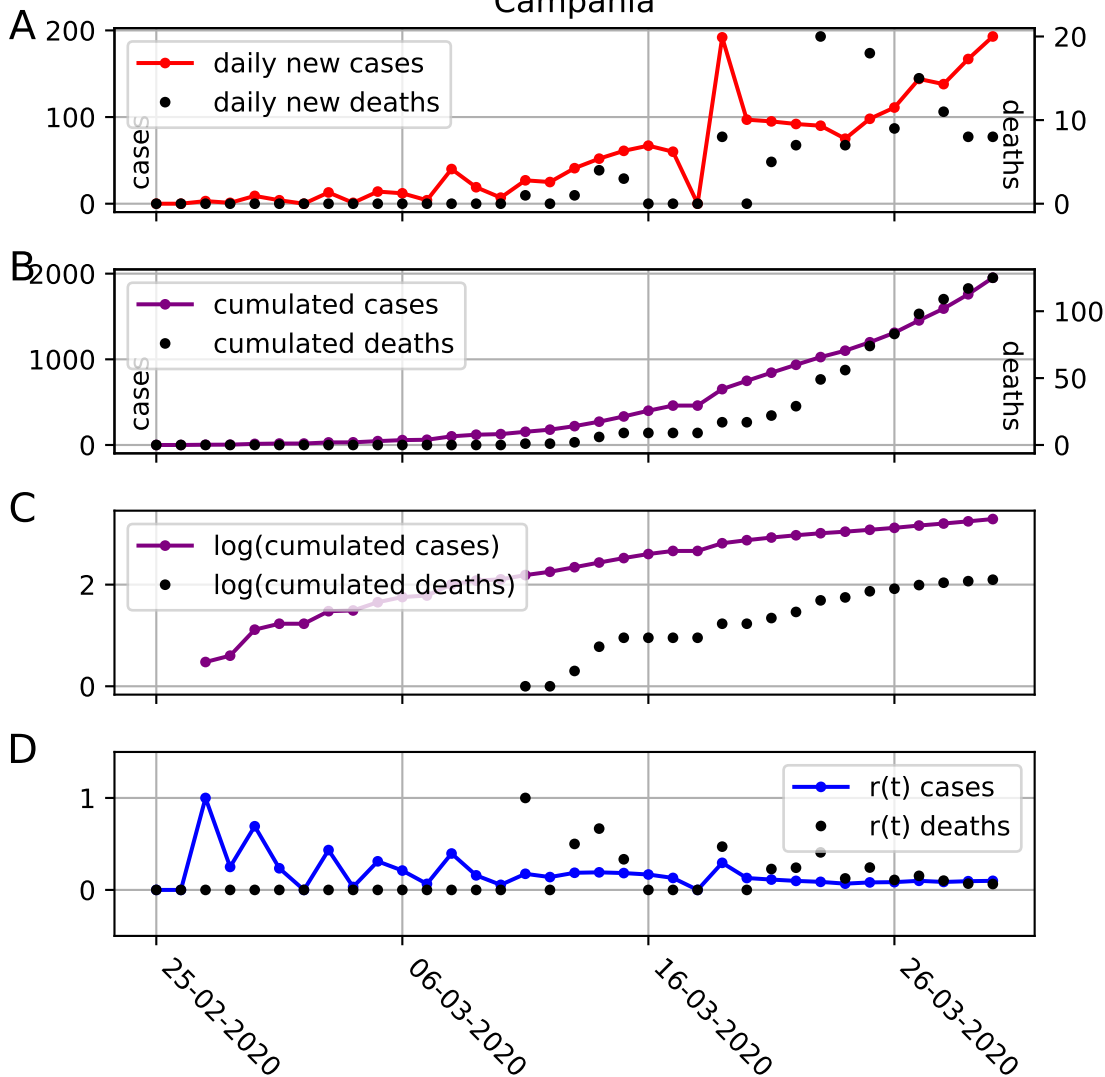 Campania
A
200
100
0
cases
daily new cases
daily new deaths
20
10
0
deaths
B
2000
1000
0
cases
cumulated cases
cumulated deaths
100
50
0
deaths
C
2
0
log(cumulated cases)
log(cumulated deaths)
D
1
0
r(t) cases
r(t) deaths
25-02-2020
06-03-2020
16-03-2020
26-03-2020